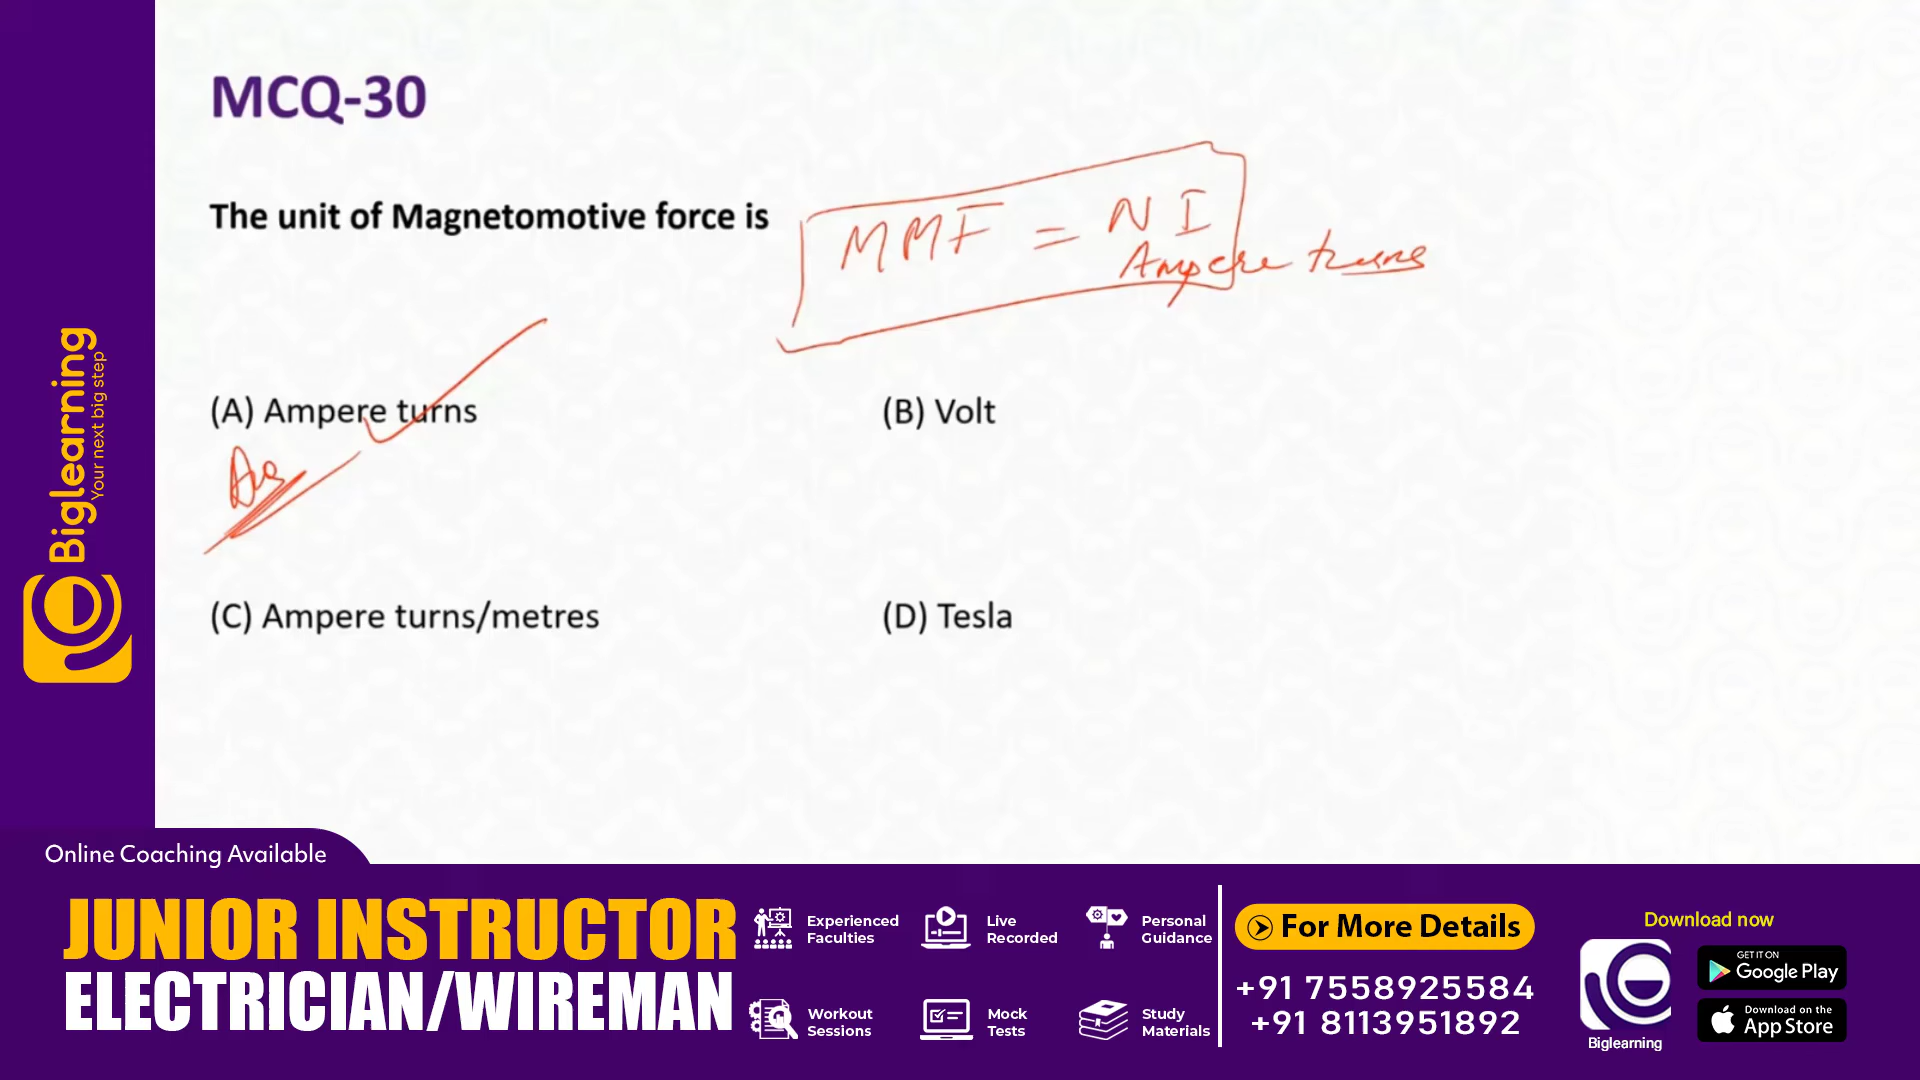 MCQ-30
The unit of Magnetomotive force is
MMF = NI
Ampere turns
(A) Ampere turns
(B) Volt
Ans
(C) Ampere turns/metres
(D) Tesla
Biglearning
Your next big step
Online Coaching Available
JUNIOR INSTRUCTOR
ELECTRICIAN/WIREMAN
Experienced
Faculties
Live
Recorded
Personal
Guidance
Workout
Sessions
Mock
Tests
Study
Materials
For More Details
+91 7558925584
+91 8113951892
Download now
GET IT ON
Google Play
Download on the
App Store
Biglearning